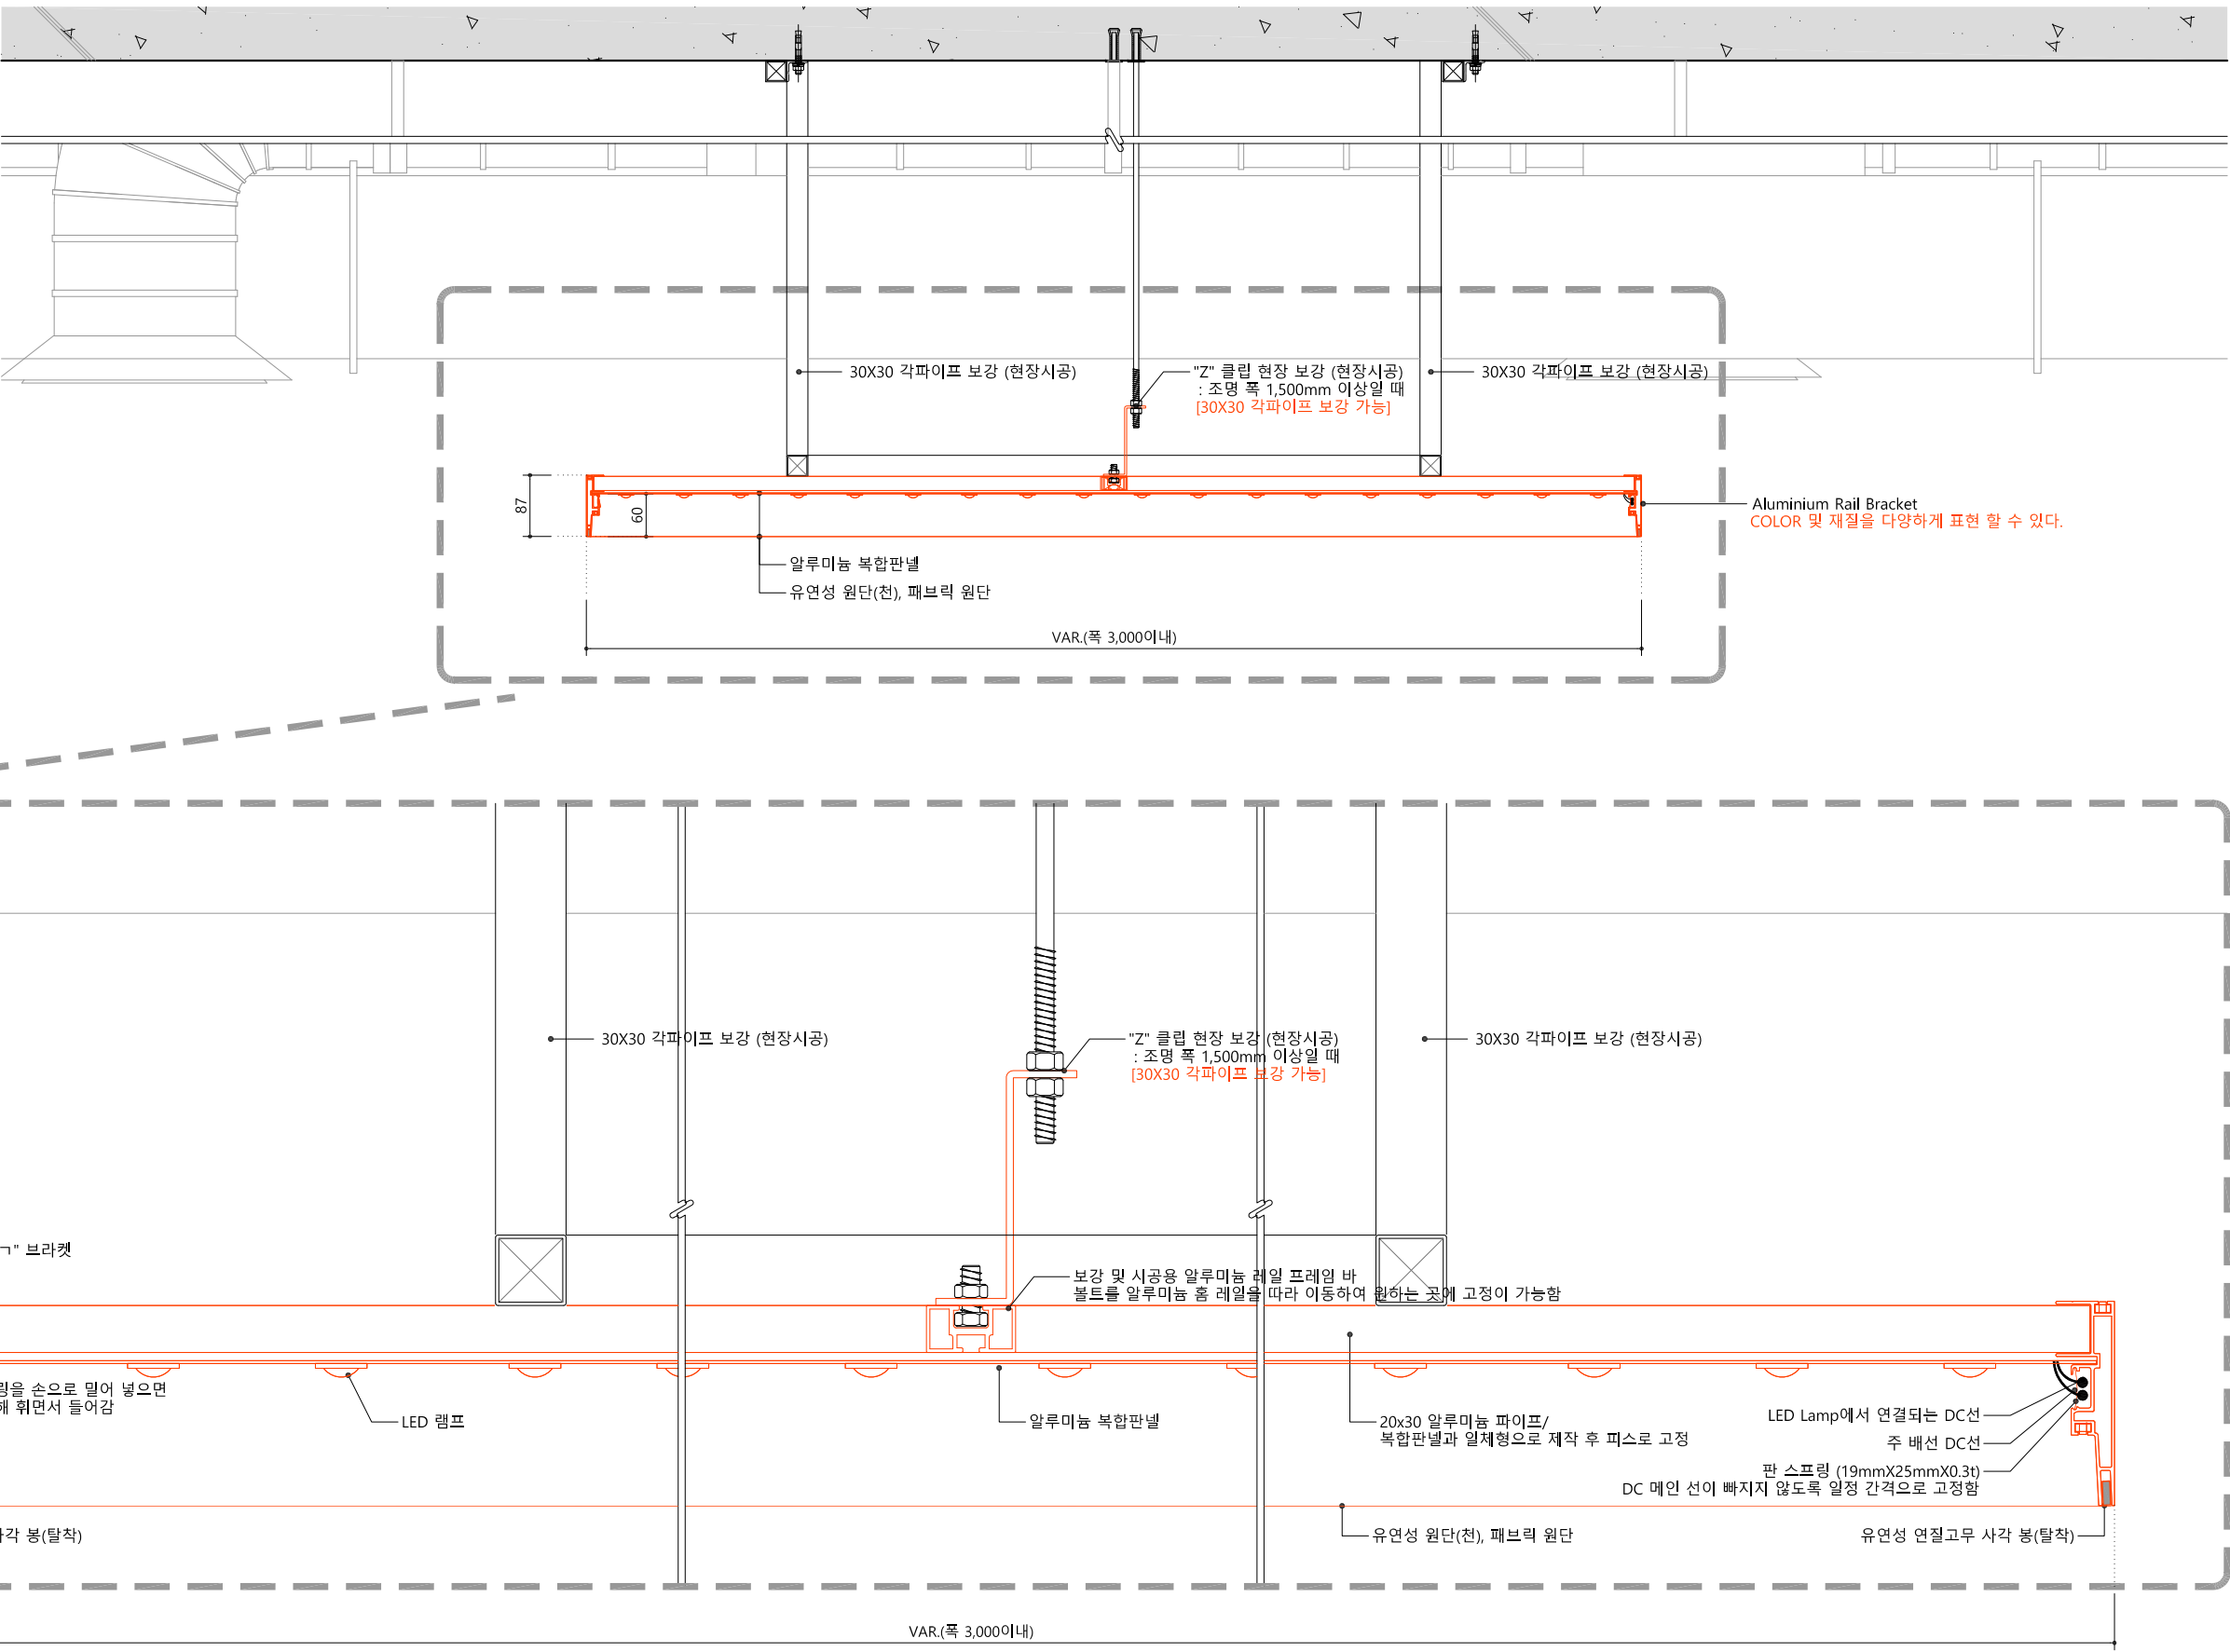 30X30 각파이프 보강 (현장시공)
"Z" 클립 현장 보강 (현장시공)
: 조명 폭 1,500mm 이상일 때
[30X30 각파이프 보강 가능]
30X30 각파이프 보강 (현장시공)
87
60
Aluminium Rail Bracket
COLOR 및 재질을 다양하게 표현 할 수 있다.
알루미늄 복합판넬
유연성 원단(천), 패브릭 원단
VAR.(폭 3,000이내)
30X30 각파이프 보강 (현장시공)
"Z" 클립 현장 보강 (현장시공)
: 조명 폭 1,500mm 이상일 때
[30X30 각파이프 보강 가능]
30X30 각파이프 보강 (현장시공)
ㄱ" 브라켓
보강 및 시공용 알루미늄 레일 프레임 바
볼트를 알루미늄 홈 레일을 따라 이동하여 원하는 곳에 고정이 가능함
링을 손으로 밀어 넣으면
해 휘면서 들어감
LED 램프
알루미늄 복합판넬
20x30 알루미늄 파이프/
복합판넬과 일체형으로 제작 후 피스로 고정
LED Lamp에서 연결되는 DC선
주 배선 DC선
판 스프링 (19mmX25mmX0.3t)
DC 메인 선이 빠지지 않도록 일정 간격으로 고정함
사각 봉(탈착)
유연성 원단(천), 패브릭 원단
유연성 연질고무 사각 봉(탈착)
VAR.(폭 3,000이내)